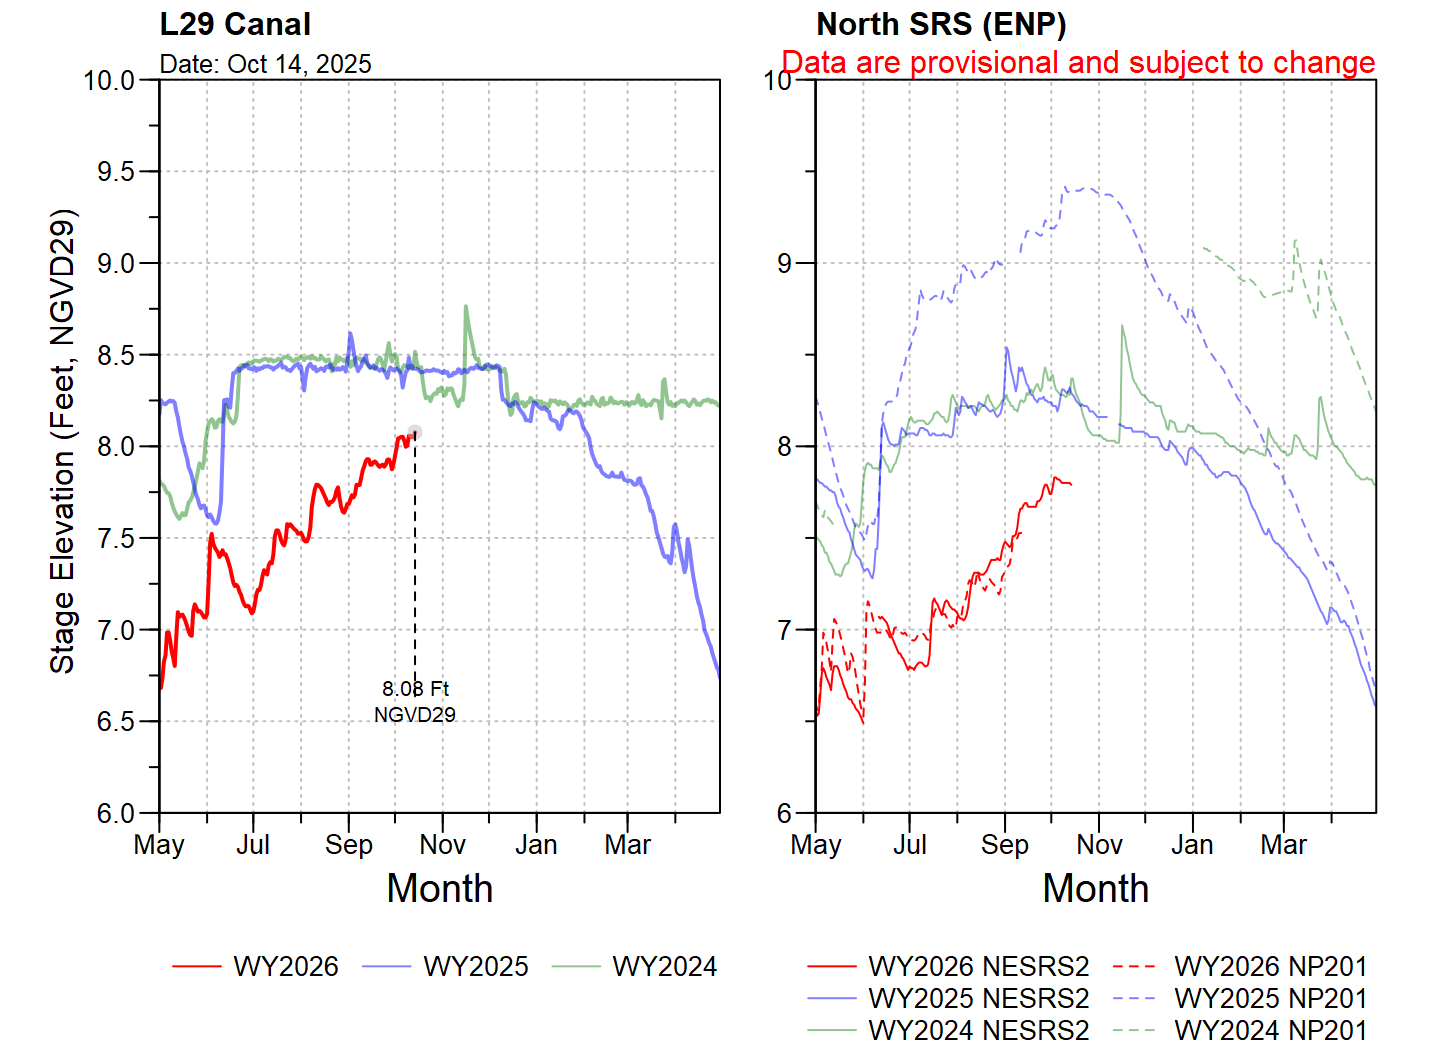 L29 Canal
Date: Oct 14, 2025
Stage Elevation (Feet, NGVD29)
10.0
9.5
9.0
8.5
8.0
7.5
7.0
6.5
6.0
8.08 Ft
NGVD29
May Jul Sep Nov Jan Mar
Month
WY2026 WY2025 WY2024
North SRS (ENP)
Data are provisional and subject to change
10
9
8
7
6
May Jul Sep Nov Jan Mar
Month
WY2026 NESRS2 WY2026 NP201
WY2025 NESRS2 WY2025 NP201
WY2024 NESRS2 WY2024 NP201